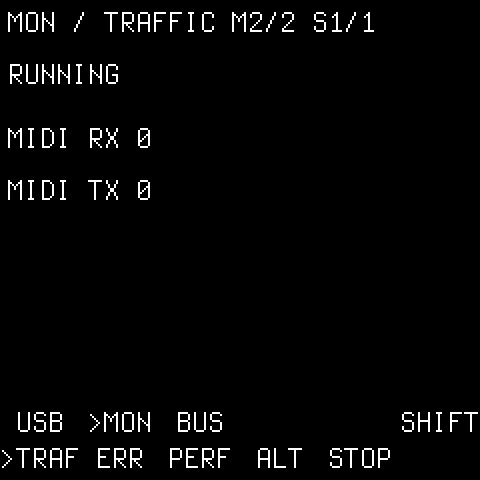 MON / TRAFFIC M2/2 S1/1
RUNNING
MIDI RX 0
MIDI TX 0
USB >MON BUS SHIFT
>TRAF ERR PERF ALT STOP